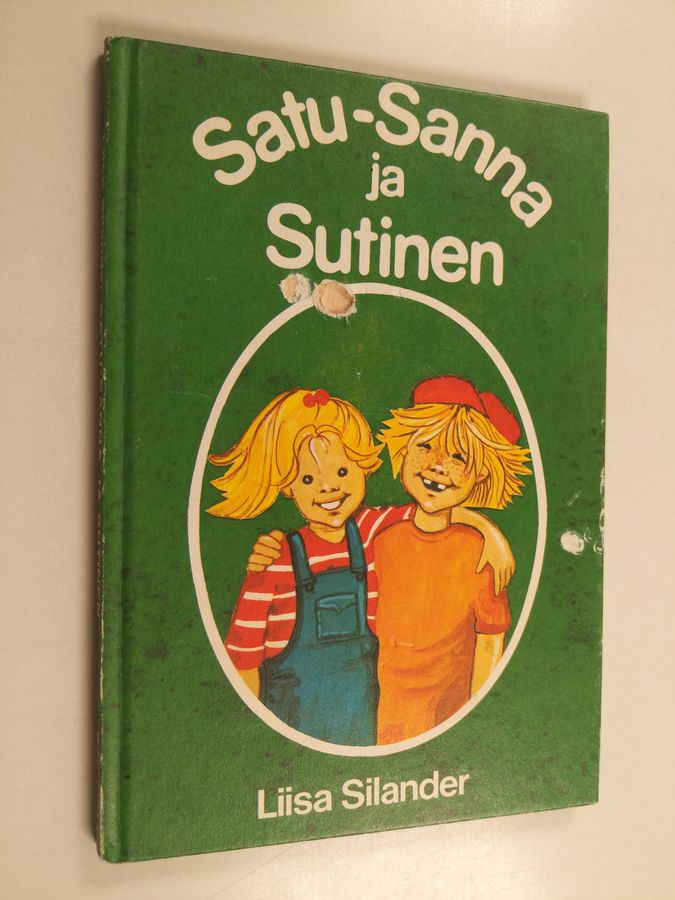 Satu-Sanna
ja
Sutinen
Liisa Silander